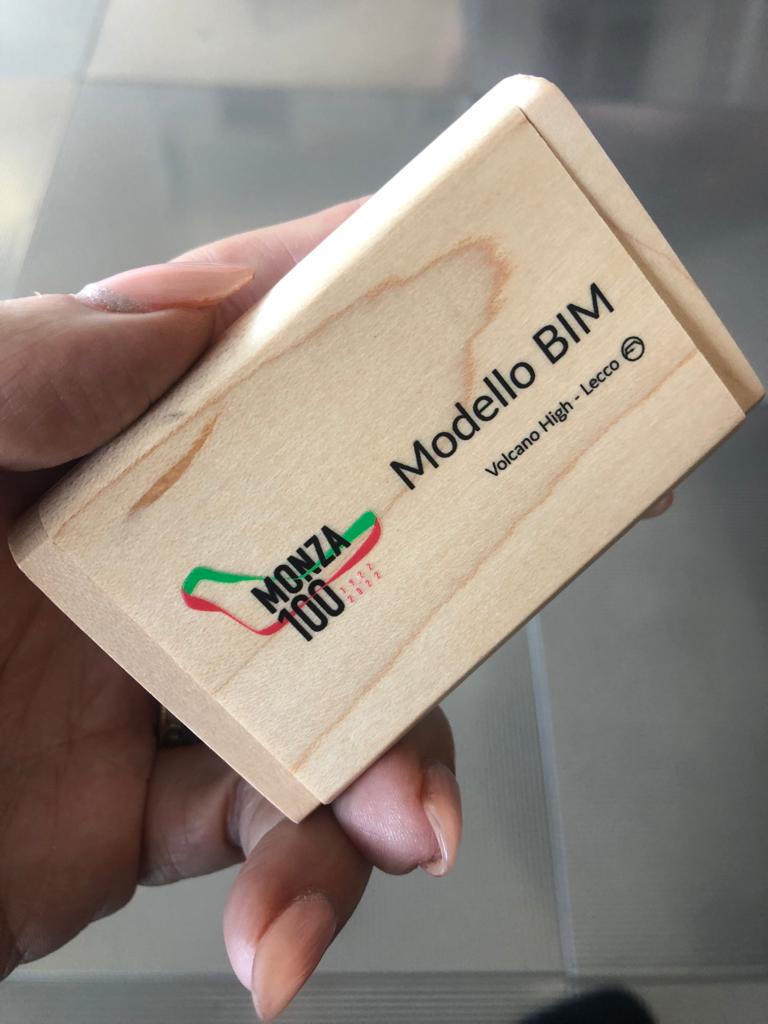 Modello BIM
Volcano High - Lecco
MONZA
100
1922
2022